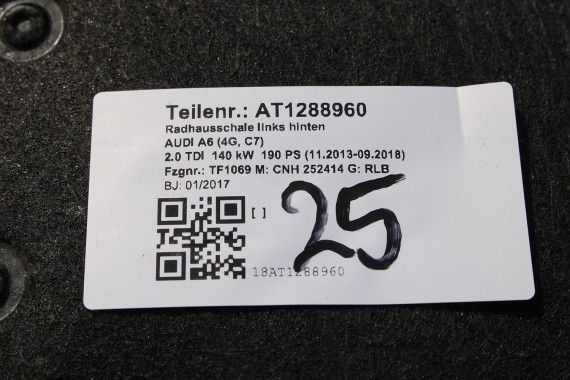 Teilenr.: AT1288960
Radhausschale links hinten
AUDI A6 (4G, C7)
2.0 TDI 140 kW 190 PS (11.2013-09.2018)
Fzgnr.: TF1069 M: CNH 252414 G: RLB
BJ: 01/2017
[ ]
25
18AT1288960